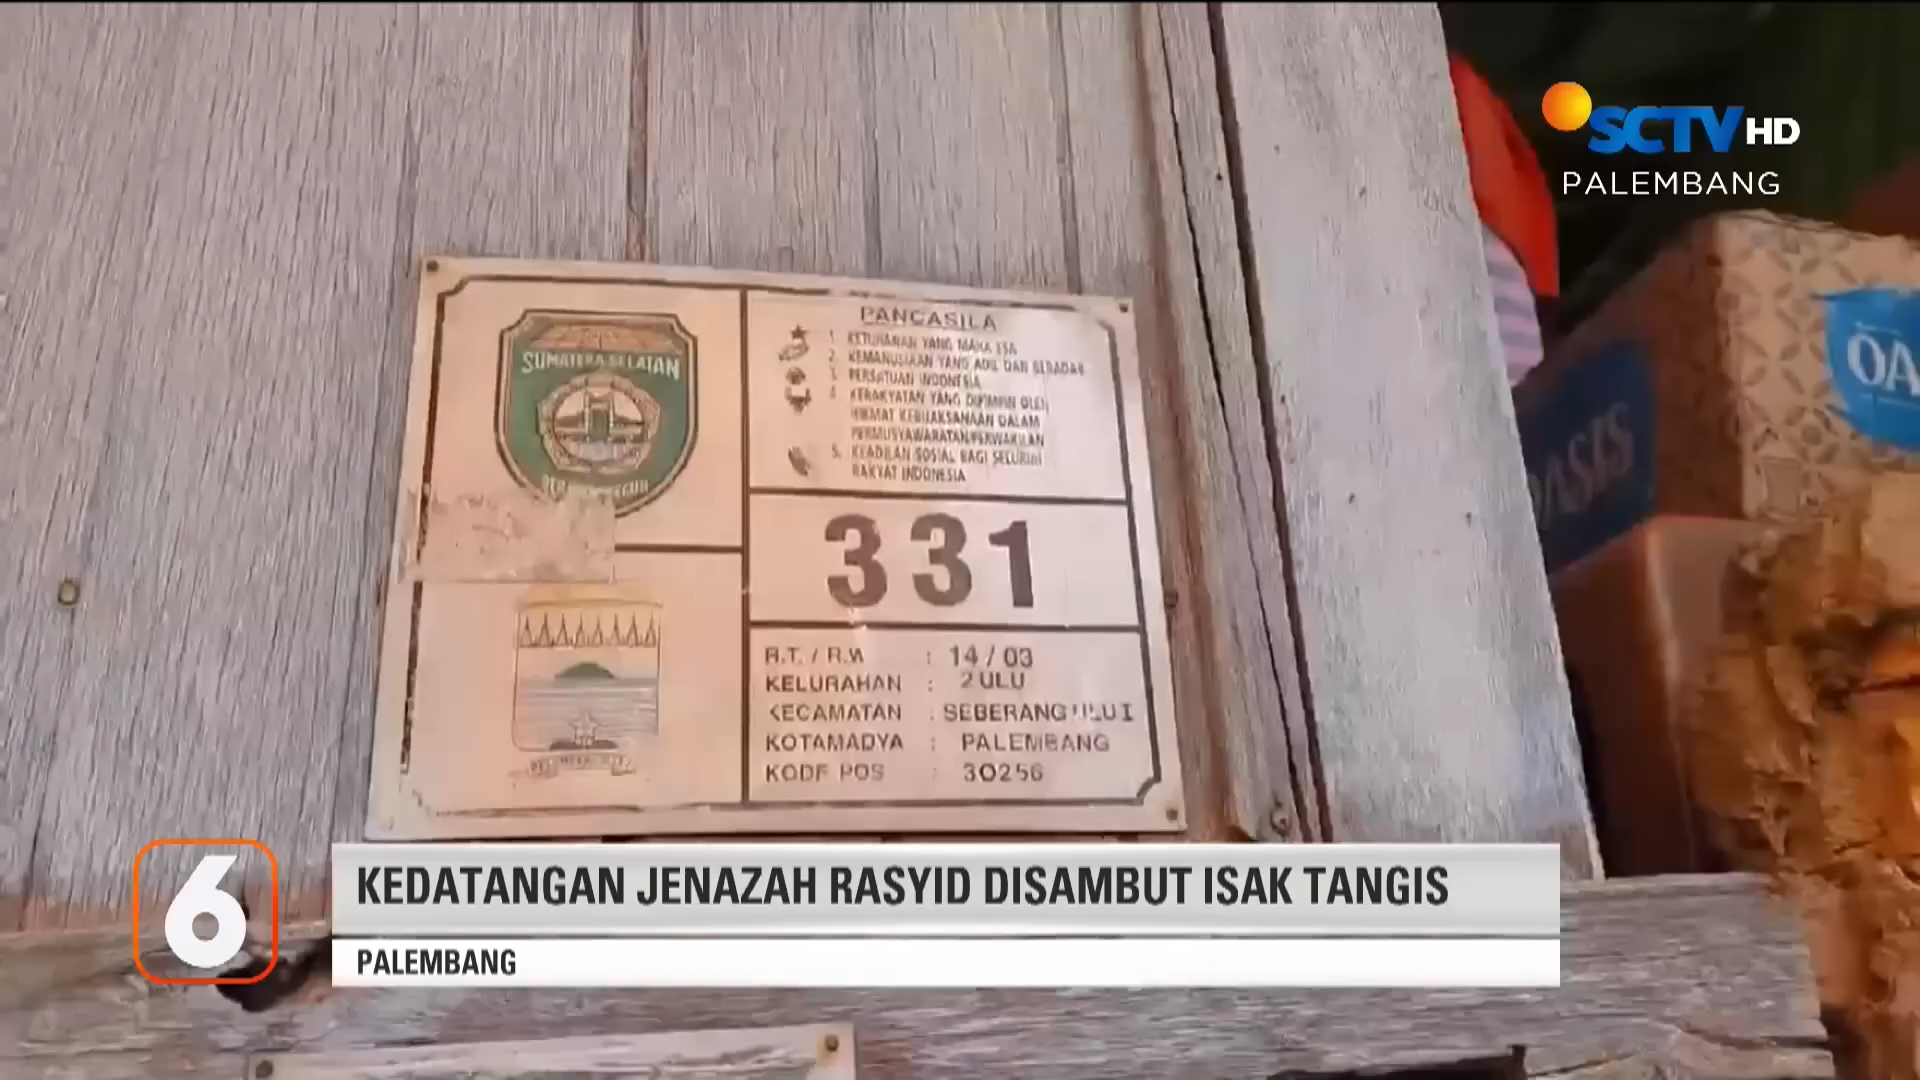 SCTV HD
PALEMBANG
SUMATERA SELATAN
PANCASILA
1. KETUHANAN YANG MAHA ESA
2. KEMANUSIAAN YANG ADIL DAN BERADAB
3. PERSATUAN INDONESIA
4. KERAKYATAN YANG DIPIMPIN OLEH
HIKMAT KEBIJAKSANAAN DALAM
PERMUSYAWARATAN/PERWAKILAN
5. KEADILAN SOSIAL BAGI SELURUH
RAKYAT INDONESIA
331
R.T. / R.W : 14 / 03
KELURAHAN : 2 ULU
KECAMATAN : SEBERANG ULU I
KOTAMADYA : PALEMBANG
KODE POS : 30256
OASIS
OA
6
KEDATANGAN JENAZAH RASYID DISAMBUT ISAK TANGIS
PALEMBANG